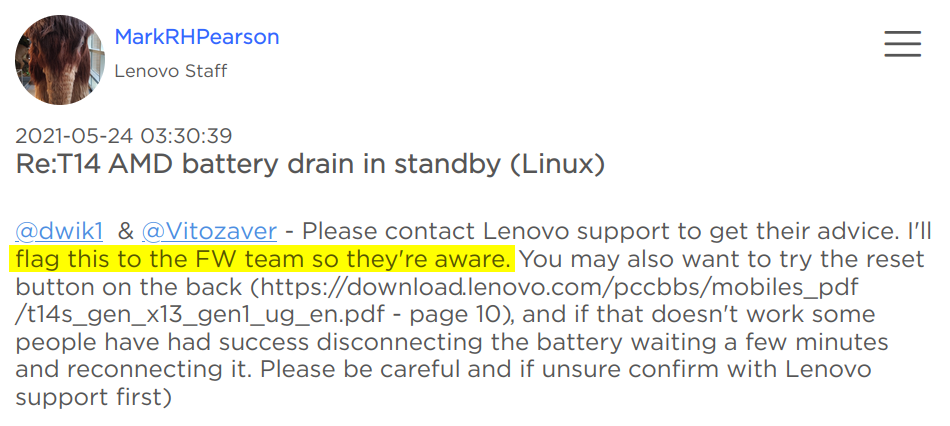 MarkRHPearson
Lenovo Staff
2021-05-24 03:30:39
Re:T14 AMD battery drain in standby (Linux)
@dwik1 & @Vitozaver - Please contact Lenovo support to get their advice. I'll
flag this to the FW team so they're aware. You may also want to try the reset
button on the back (https://download.lenovo.com/pccbbs/mobiles_pdf
/t14s_gen_x13_gen1_ug_en.pdf - page 10), and if that doesn't work some
people have had success disconnecting the battery waiting a few minutes
and reconnecting it. Please be careful and if unsure confirm with Lenovo
support first)